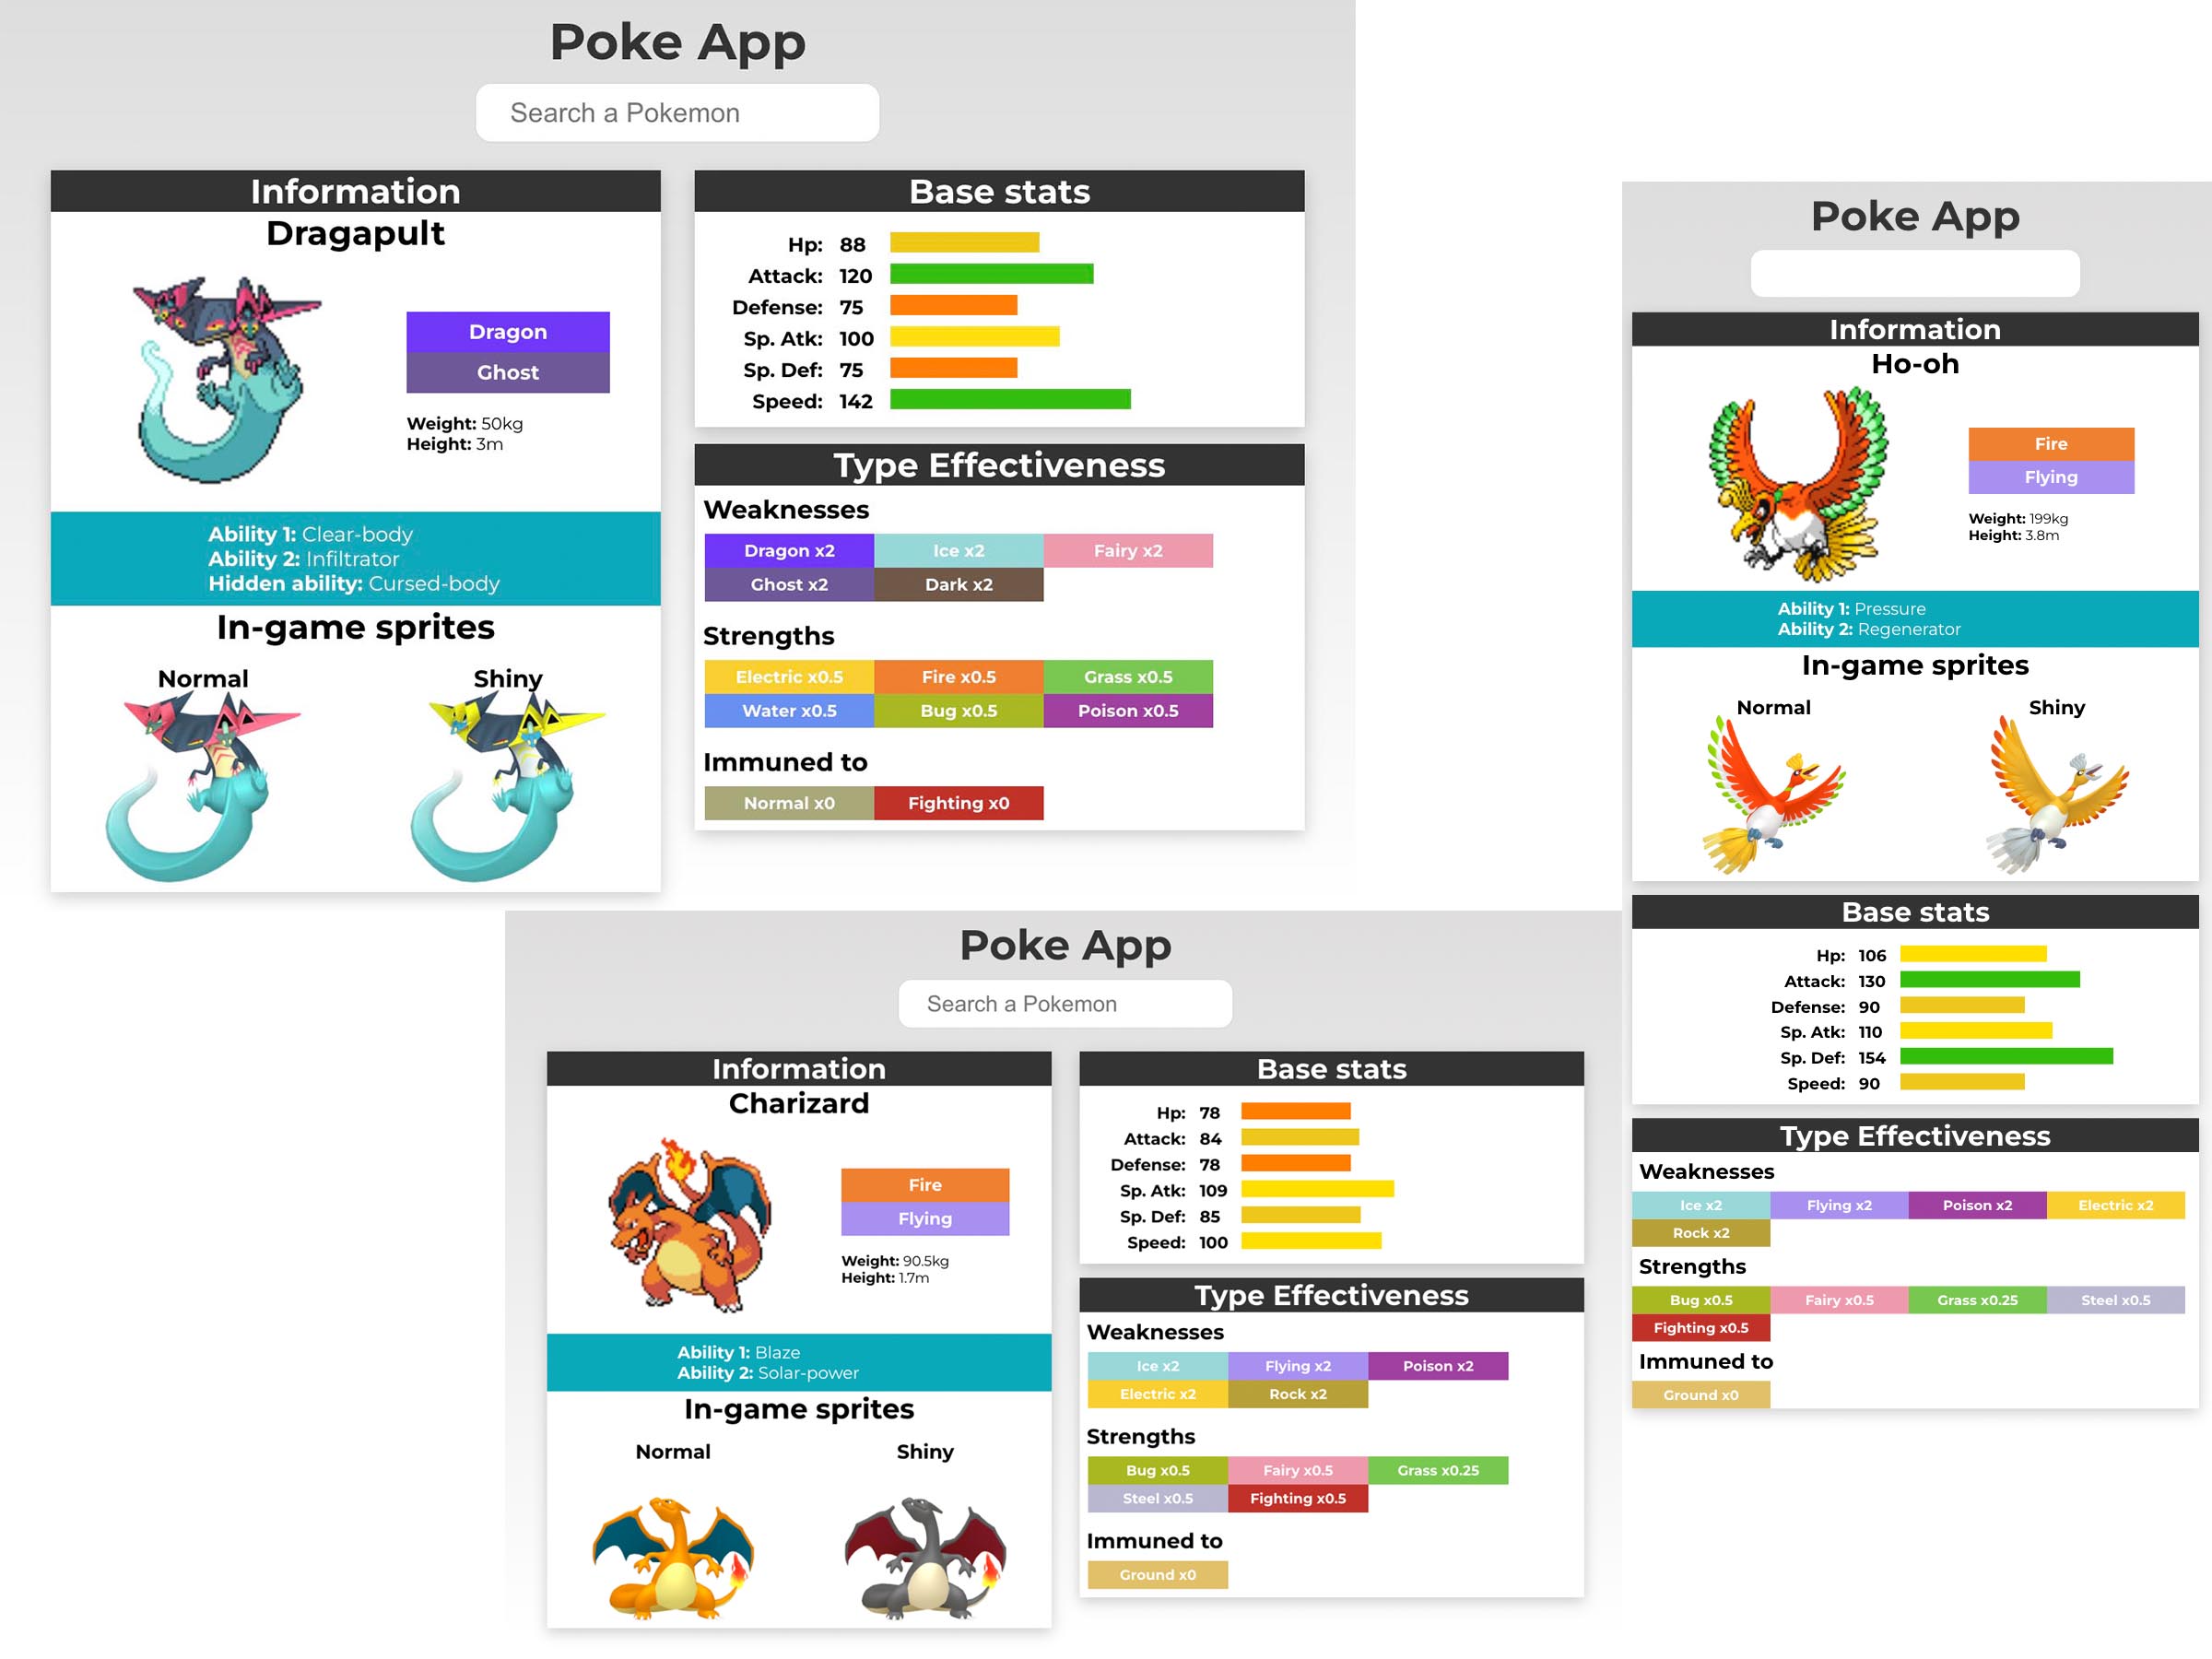 Poke App
Search a Pokemon
Information
Dragapult
Dragon
Ghost
Weight: 50kg
Height: 3m
Ability 1: Clear-body
Ability 2: Infiltrator
Hidden ability: Cursed-body
In-game sprites
Normal Shiny
Base stats
Hp: 88
Attack: 120
Defense: 75
Sp. Atk: 100
Sp. Def: 75
Speed: 142
Type Effectiveness
Weaknesses
Dragon x2 Ice x2 Fairy x2
Ghost x2 Dark x2
Strengths
Electric x0.5 Fire x0.5 Grass x0.5
Water x0.5 Bug x0.5 Poison x0.5
Immuned to
Normal x0 Fighting x0
Poke App
Information
Ho-oh
Fire
Flying
Weight: 199kg
Height: 3.8m
Ability 1: Pressure
Ability 2: Regenerator
In-game sprites
Normal Shiny
Base stats
Hp: 106
Attack: 130
Defense: 90
Sp. Atk: 110
Sp. Def: 154
Speed: 90
Type Effectiveness
Weaknesses
Ice x2 Flying x2 Poison x2 Electric x2
Rock x2
Strengths
Bug x0.5 Fairy x0.5 Grass x0.25 Steel x0.5
Fighting x0.5
Immuned to
Ground x0
Poke App
Search a Pokemon
Information
Charizard
Fire
Flying
Weight: 90.5kg
Height: 1.7m
Ability 1: Blaze
Ability 2: Solar-power
In-game sprites
Normal Shiny
Base stats
Hp: 78
Attack: 84
Defense: 78
Sp. Atk: 109
Sp. Def: 85
Speed: 100
Type Effectiveness
Weaknesses
Ice x2 Flying x2 Poison x2
Electric x2 Rock x2
Strengths
Bug x0.5 Fairy x0.5 Grass x0.25
Steel x0.5 Fighting x0.5
Immuned to
Ground x0